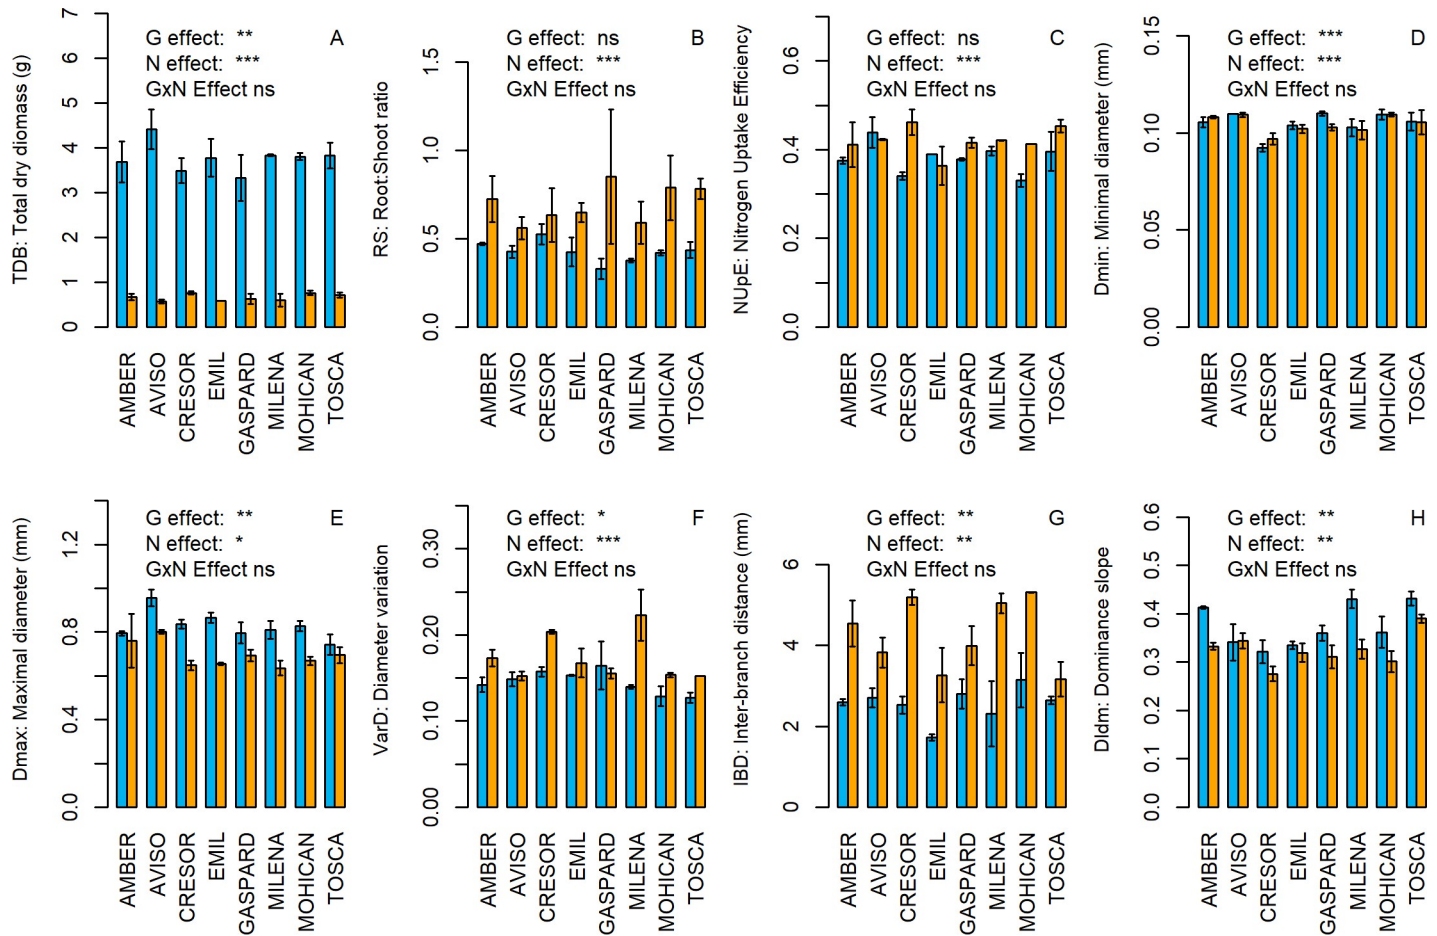 TDB: Total dry diomass (g)
0 1 2 3 4 5 6 7
G effect: **
N effect: ***
GxN Effect ns
A
AMBER
AVISO
CRESOR
EMIL
GASPARD
MILENA
MOHICAN
TOSCA
RS: Root:Shoot ratio
0.0 0.5 1.0 1.5
G effect: ns
N effect: ***
GxN Effect ns
B
AMBER
AVISO
CRESOR
EMIL
GASPARD
MILENA
MOHICAN
TOSCA
NUpE: Nitrogen Uptake Efficiency
0.0 0.2 0.4 0.6
G effect: ns
N effect: ***
GxN Effect ns
C
AMBER
AVISO
CRESOR
EMIL
GASPARD
MILENA
MOHICAN
TOSCA
Dmin: Minimal diameter (mm)
0.00 0.05 0.10 0.15
G effect: ***
N effect: ***
GxN Effect ns
D
AMBER
AVISO
CRESOR
EMIL
GASPARD
MILENA
MOHICAN
TOSCA
Dmax: Maximal diameter (mm)
0.0 0.4 0.8 1.2
G effect: **
N effect: *
GxN Effect ns
E
AMBER
AVISO
CRESOR
EMIL
GASPARD
MILENA
MOHICAN
TOSCA
VarD: Diameter variation
0.00 0.10 0.20 0.30
G effect: *
N effect: ***
GxN Effect ns
F
AMBER
AVISO
CRESOR
EMIL
GASPARD
MILENA
MOHICAN
TOSCA
IBD: Inter-branch distance (mm)
0 2 4 6
G effect: **
N effect: **
GxN Effect ns
G
AMBER
AVISO
CRESOR
EMIL
GASPARD
MILENA
MOHICAN
TOSCA
Dldm: Dominance slope
0.0 0.1 0.2 0.3 0.4 0.5 0.6
G effect: **
N effect: **
GxN Effect ns
H
AMBER
AVISO
CRESOR
EMIL
GASPARD
MILENA
MOHICAN
TOSCA